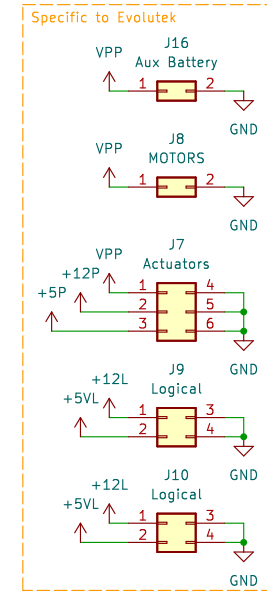 Specific to Evolutek
J16
Aux Battery
VPP
1 2
GND
J8
MOTORS
VPP
1 2
GND
J7
Actuators
VPP
+12P
+5P
1 4
2 5
3 6
GND
J9
Logical
+12L
+5VL
1 3
2 4
GND
J10
Logical
+12L
+5VL
1 3
2 4
GND